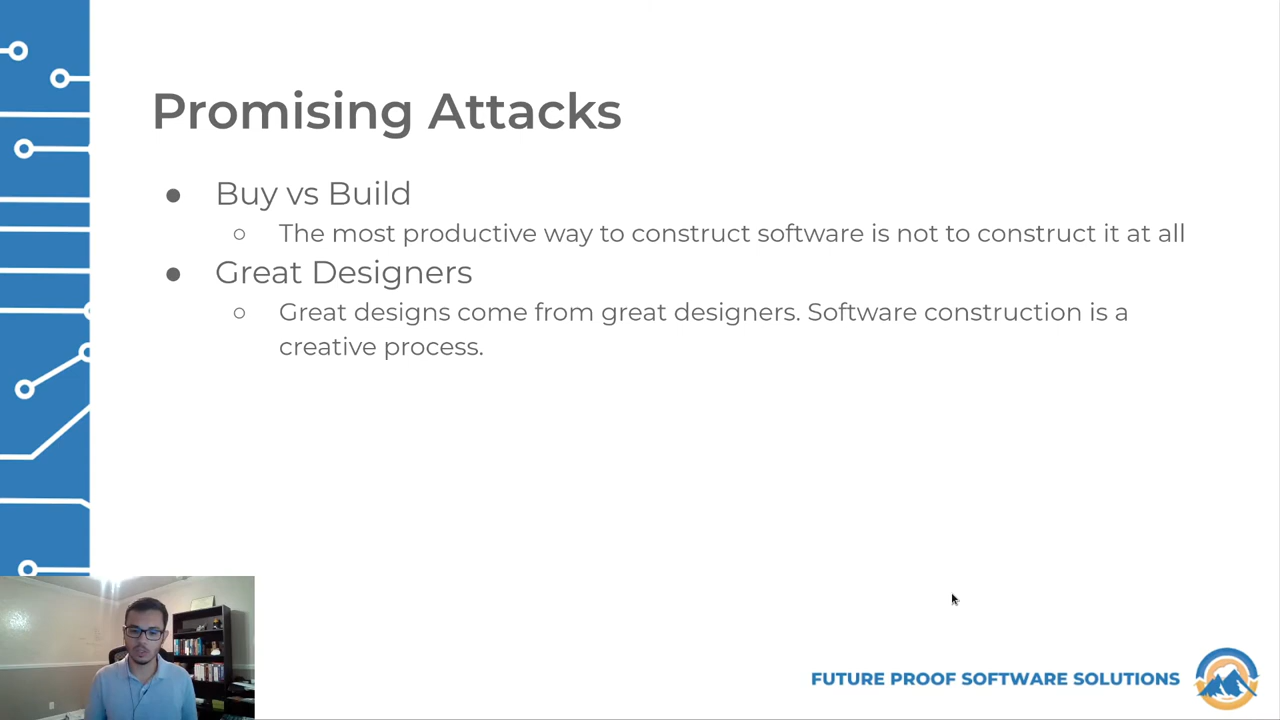 Promising Attacks
● Buy vs Build
○ The most productive way to construct software is not to construct it at all
● Great Designers
○ Great designs come from great designers. Software construction is a
creative process.
FUTURE PROOF SOFTWARE SOLUTIONS